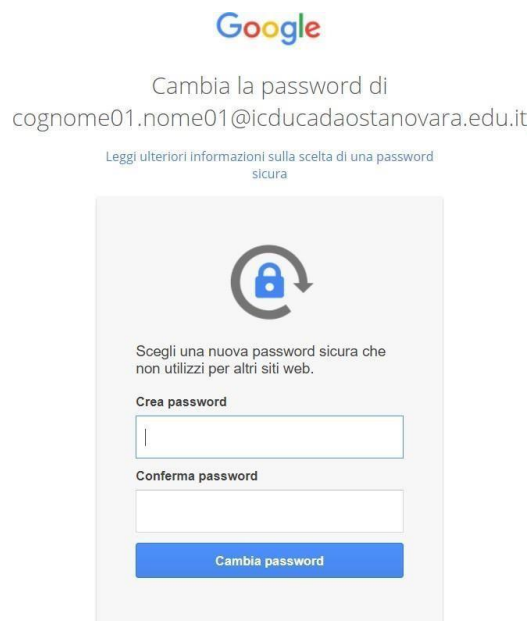 Google
Cambia la password di
cognome01.nome01@icducadaostanovara.edu.it
Leggi ulteriori informazioni sulla scelta di una password
sicura
Scegli una nuova password sicura che
non utilizzi per altri siti web.
Crea password
Conferma password
Cambia password